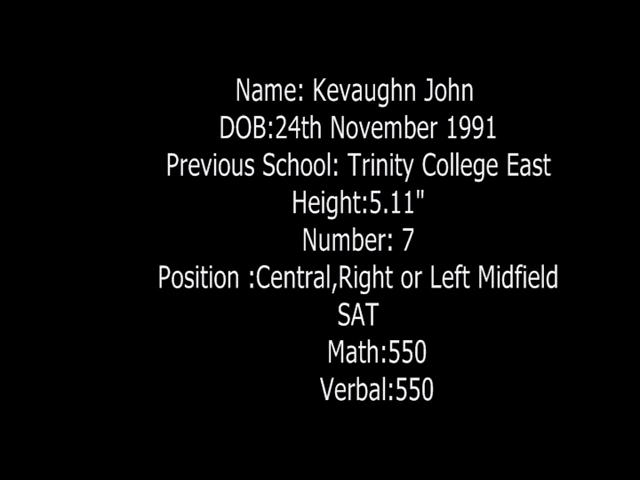 Name: Kevaughn John
DOB:24th November 1991
Previous School: Trinity College East
Height:5.11"
Number: 7
Position :Central,Right or Left Midfield
SAT
Math:550
Verbal:550